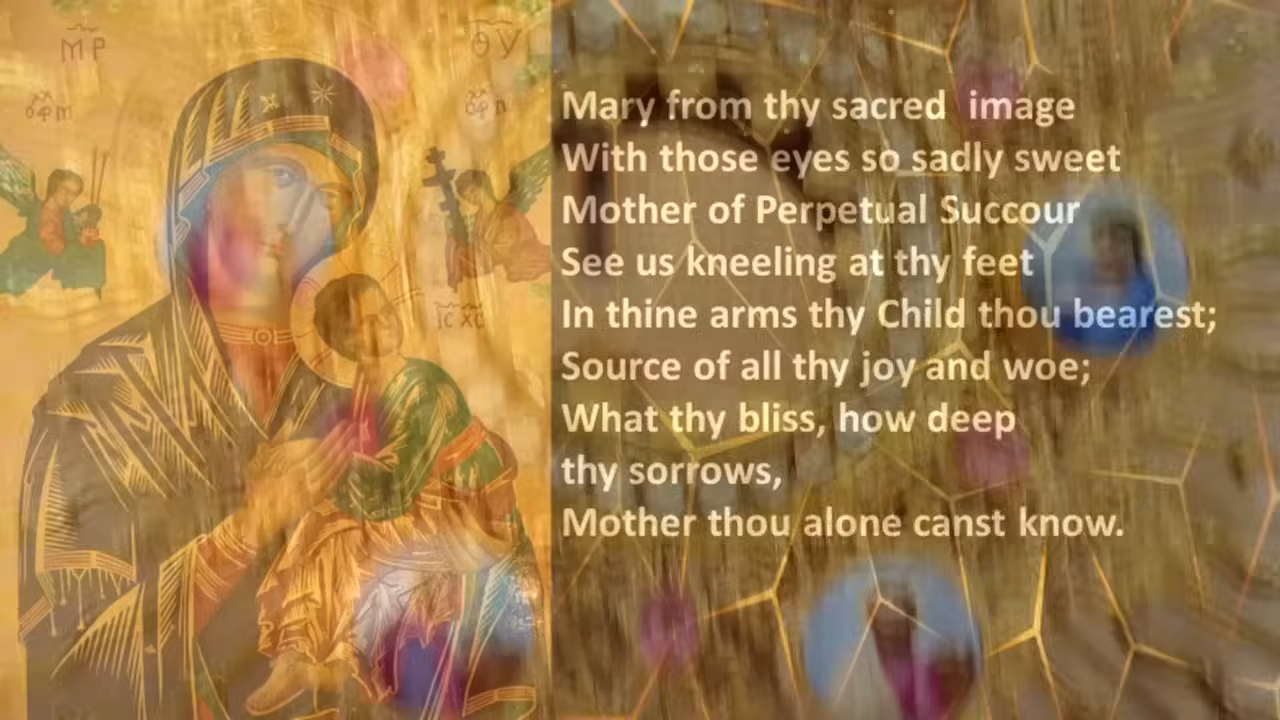 ΜΡ
ΘΥ
ΙC XC
Mary from thy sacred image
With those eyes so sadly sweet
Mother of Perpetual Succour
See us kneeling at thy feet
In thine arms thy Child thou bearest;
Source of all thy joy and woe;
What thy bliss, how deep
thy sorrows,
Mother thou alone canst know.